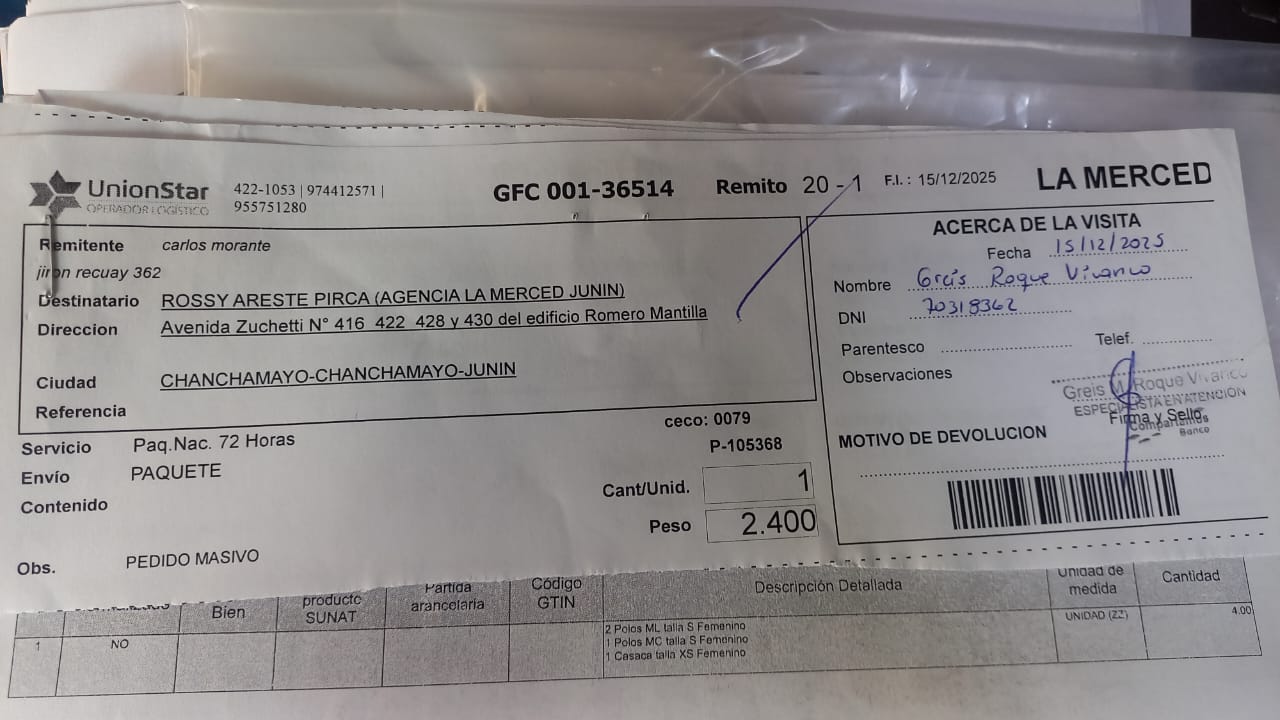 UnionStar
OPERADOR LOGÍSTICO
422-1053 | 974412571 |
955751280
GFC 001-36514
Remito 20 - 1
F.I. : 15/12/2025
LA MERCED
Remitente carlos morante
jiron recuay 362
Destinatario ROSSY ARESTE PIRCA (AGENCIA LA MERCED JUNIN)
Direccion Avenida Zuchetti N° 416 422 428 y 430 del edificio Romero Mantilla
Ciudad CHANCHAMAYO-CHANCHAMAYO-JUNIN
Referencia
Servicio Paq.Nac. 72 Horas
Envío PAQUETE
Contenido
ceco: 0079
P-105368
Cant/Unid. 1
Peso 2.400
Obs. PEDIDO MASIVO
ACERCA DE LA VISITA
Fecha 15/12/2025
Nombre Greis Roque Vivanco
DNI 70318362
Parentesco
Telef.
Observaciones
Greis M. Roque Vivanco
ESPECIALISTA EN ATENCIÓN
Firma y Sello
Compartamos
Banco
MOTIVO DE DEVOLUCION
Bien
producto
SUNAT
Partida
arancelaria
Código
GTIN
Descripción Detallada
Unidad de
medida
Cantidad
1 NO
2 Polos ML talla S Femenino
1 Polos MC talla S Femenino
1 Casaca talla XS Femenino
UNIDAD (ZZ)
4.00